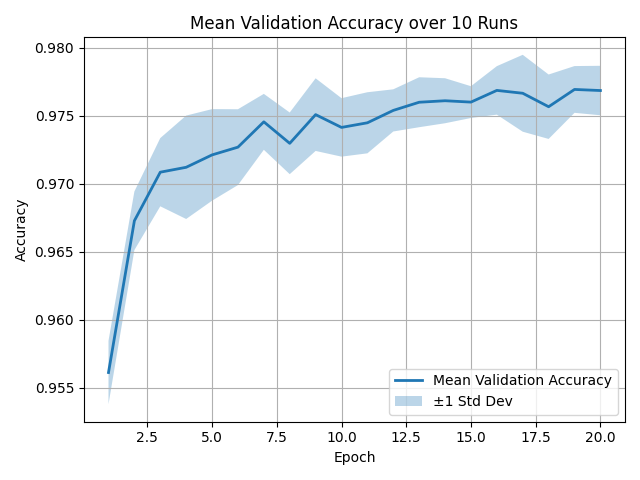 Mean Validation Accuracy over 10 Runs
0.980
0.975
0.970
0.965
0.960
0.955
Accuracy
Mean Validation Accuracy
±1 Std Dev
2.5 5.0 7.5 10.0 12.5 15.0 17.5 20.0
Epoch